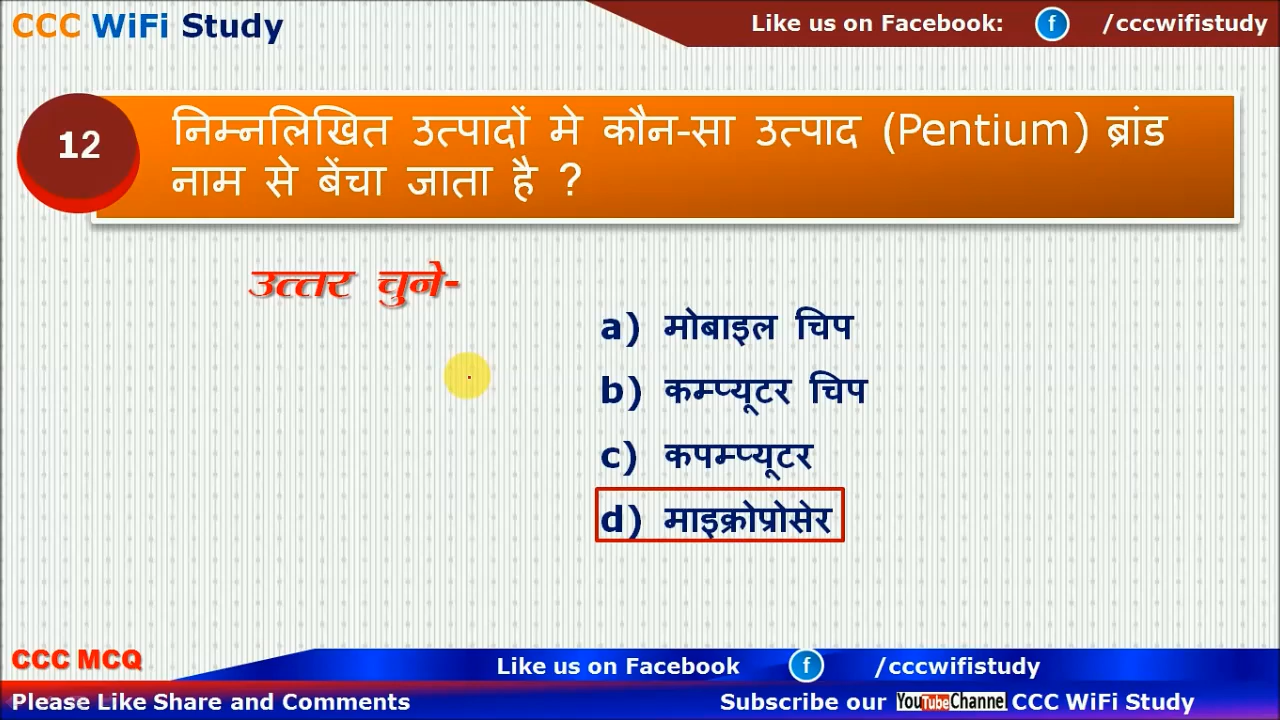 CCC WiFi Study
Like us on Facebook: f /cccwifistudy
12
निम्नलिखित उत्पादों मे कौन-सा उत्पाद (Pentium) ब्रांड
नाम से बेंचा जाता है ?
उत्तर चुने-
a) मोबाइल चिप
b) कम्प्यूटर चिप
c) कपम्प्यूटर
d) माइक्रोप्रोसेर
CCC MCQ
Like us on Facebook f /cccwifistudy
Please Like Share and Comments
Subscribe our YouTubeChannel CCC WiFi Study